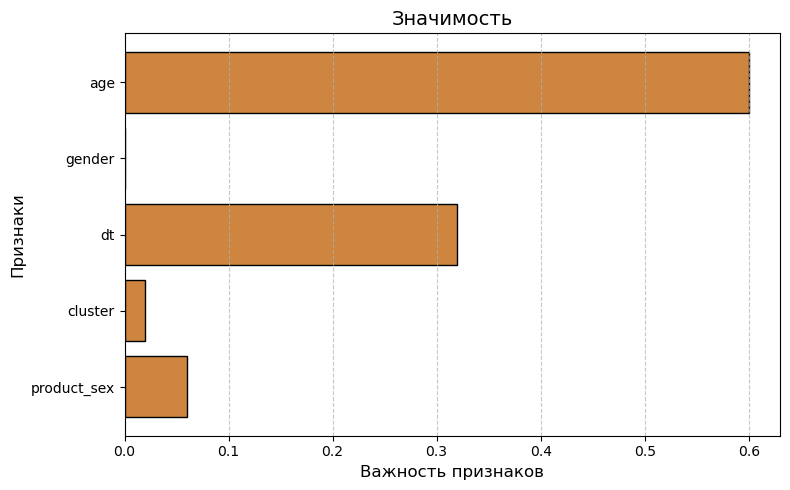 Значимость
Признаки
age
gender
dt
cluster
product_sex
0.0 0.1 0.2 0.3 0.4 0.5 0.6
Важность признаков